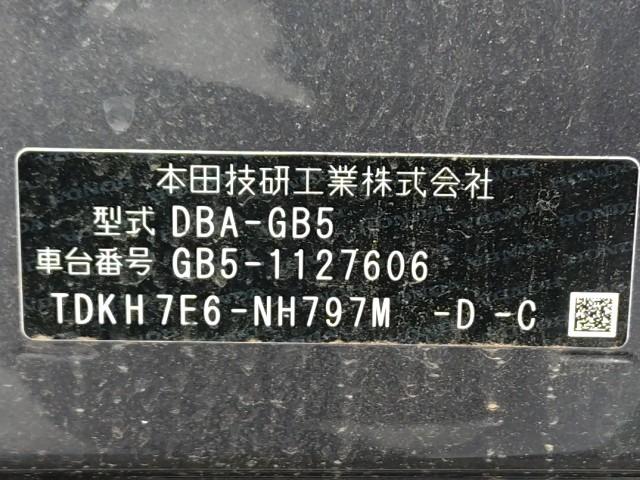 本田技研工業株式会社
型式 DBA-GB5
車台番号 GB5-1127606
TDKH7E6-NH797M -D-C